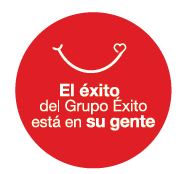 El éxito
del Grupo Éxito
está en su gente